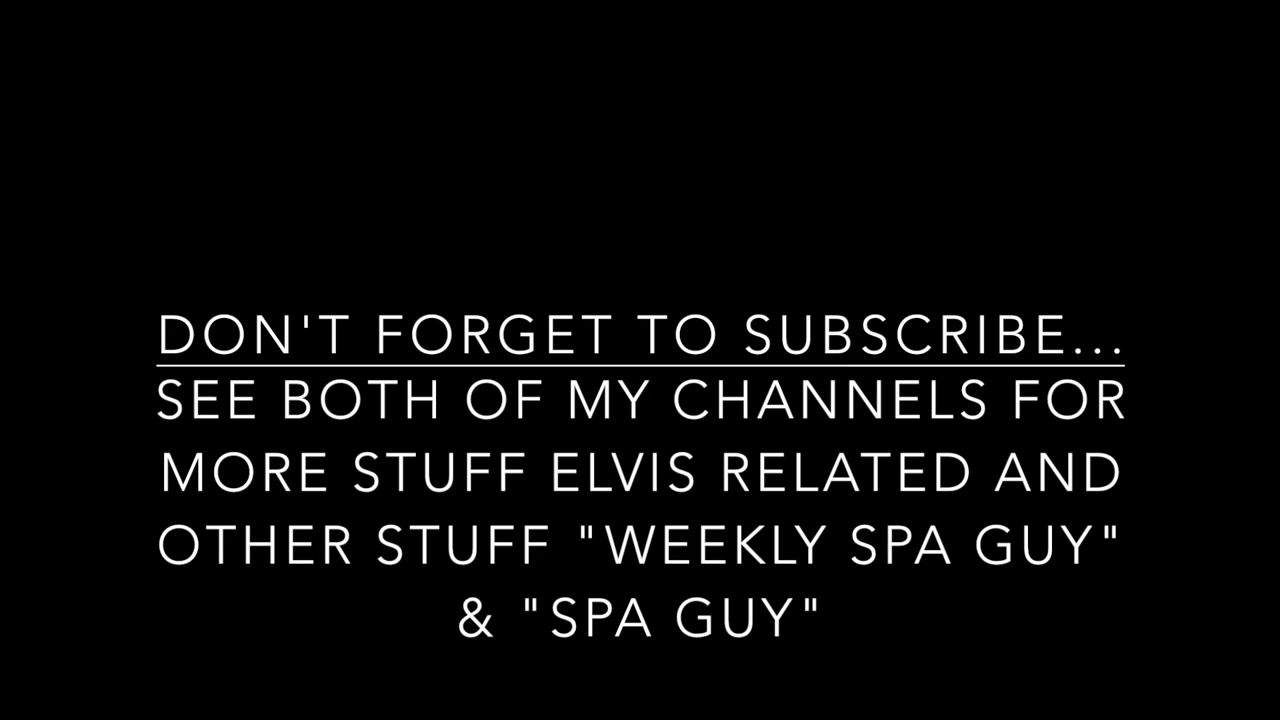 DON'T FORGET TO SUBSCRIBE...
SEE BOTH OF MY CHANNELS FOR
MORE STUFF ELVIS RELATED AND
OTHER STUFF "WEEKLY SPA GUY"
& "SPA GUY"